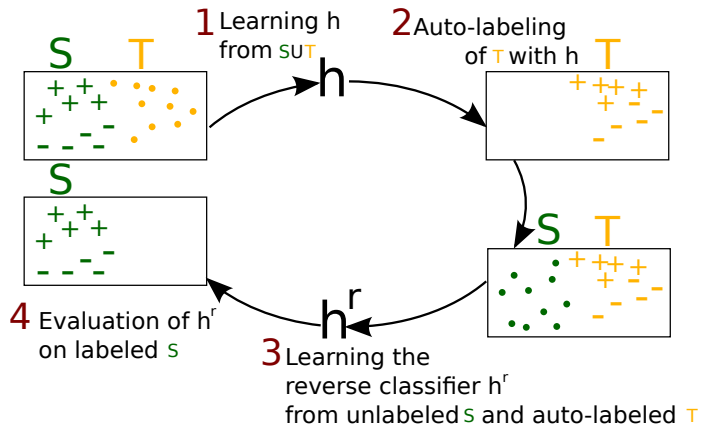 1 Learning h
from SUT
2 Auto-labeling
of T with h
S T
h
T
S
S T
h^r
4 Evaluation of h^r
on labeled S
3 Learning the
reverse classifier h^r
from unlabeled S and auto-labeled T